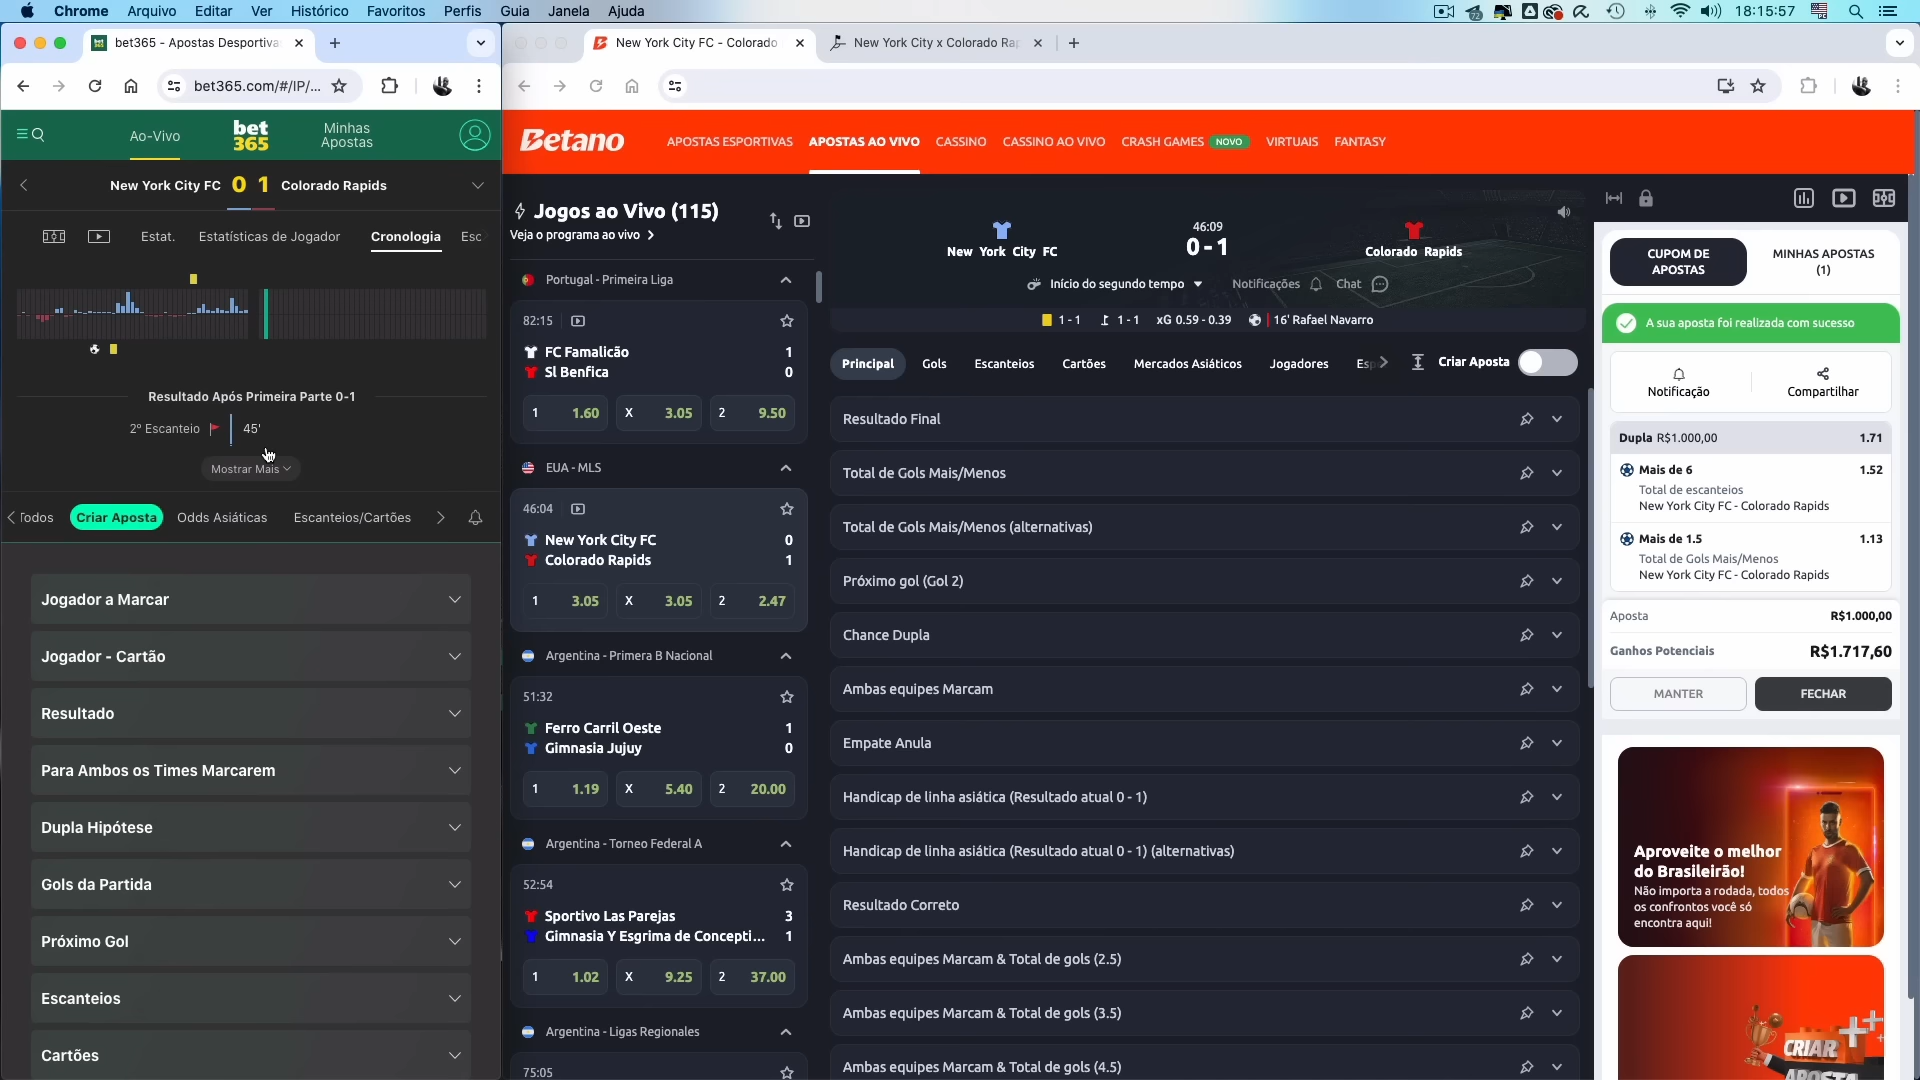 Chrome Arquivo Editar Ver Histórico Favoritos Perfis Guia Janela Ajuda 18:15:57
bet365 - Apostas Desportiva
bet365.com/#/IP/...
Ao-Vivo
bet365
Minhas Apostas
New York City FC 0 1 Colorado Rapids
Estat. Estatísticas de Jogador Cronologia Esc
Resultado Após Primeira Parte 0-1
2º Escanteio 45'
Mostrar Mais
Todos Criar Aposta Odds Asiáticas Escanteios/Cartões
Jogador a Marcar
Jogador - Cartão
Resultado
Para Ambos os Times Marcarem
Dupla Hipótese
Gols da Partida
Próximo Gol
Escanteios
Cartões
New York City FC - Colorado
New York City x Colorado Rap
Betano
APOSTAS ESPORTIVAS APOSTAS AO VIVO CASSINO CASSINO AO VIVO CRASH GAMES NOVO VIRTUAIS FANTASY
Jogos ao Vivo (115)
Veja o programa ao vivo
Portugal - Primeira Liga
82:15
FC Famalicão 1
Sl Benfica 0
1 1.60 X 3.05 2 9.50
EUA - MLS
46:04
New York City FC 0
Colorado Rapids 1
1 3.05 X 3.05 2 2.47
Argentina - Primera B Nacional
51:32
Ferro Carril Oeste 1
Gimnasia Jujuy 0
1 1.19 X 5.40 2 20.00
Argentina - Torneo Federal A
52:54
Sportivo Las Parejas 3
Gimnasia Y Esgrima de Concepti... 1
1 1.02 X 9.25 2 37.00
Argentina - Ligas Regionales
75:05
46:09
0 - 1
New York City FC
Colorado Rapids
Início do segundo tempo Notificações Chat
1 - 1 1 - 1 xG 0.59 - 0.39 16' Rafael Navarro
Principal Gols Escanteios Cartões Mercados Asiáticos Jogadores Esp Criar Aposta
Resultado Final
Total de Gols Mais/Menos
Total de Gols Mais/Menos (alternativas)
Próximo gol (Gol 2)
Chance Dupla
Ambas equipes Marcam
Empate Anula
Handicap de linha asiática (Resultado atual 0 - 1)
Handicap de linha asiática (Resultado atual 0 - 1) (alternativas)
Resultado Correto
Ambas equipes Marcam & Total de gols (2.5)
Ambas equipes Marcam & Total de gols (3.5)
Ambas equipes Marcam & Total de gols (4.5)
CUPOM DE APOSTAS
MINHAS APOSTAS (1)
A sua aposta foi realizada com sucesso
Notificação
Compartilhar
Dupla R$1.000,00 1.71
Mais de 6 1.52
Total de escanteios
New York City FC - Colorado Rapids
Mais de 1.5 1.13
Total de Gols Mais/Menos
New York City FC - Colorado Rapids
Aposta R$1.000,00
Ganhos Potenciais R$1.717,60
MANTER
FECHAR
Aproveite o melhor
do Brasileirão!
Não importa a rodada, todos
os confrontos você só
encontra aqui!
CRIAR
APOSTA